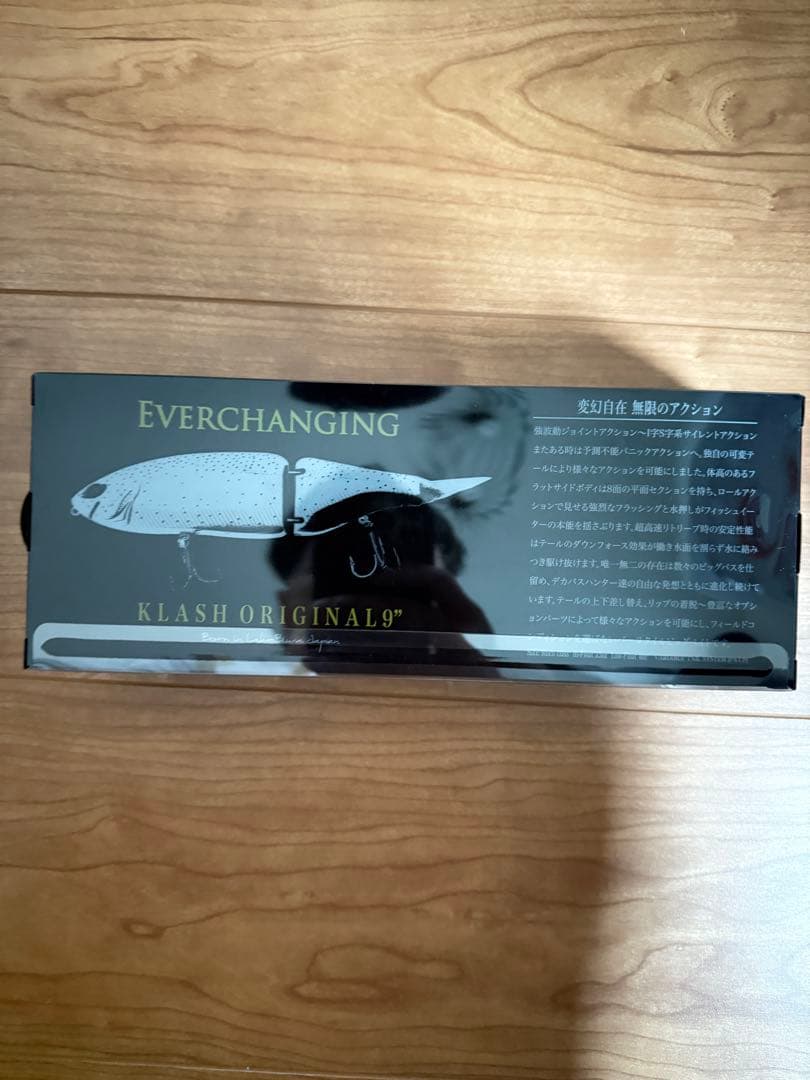 EVERCHANGING
KLASH ORIGINAL9”
Born in Lake Biwa Japan
変幻自在 無限のアクション
強波動ジョイントアクション〜I字S字系サイレントアクション
またある時は予測不能パニックアクションへ。独自の可変テ
ールにより様々なアクションを可能にしました。体高のあるフ
ラットサイドボディは8面の平面セクションを持ち、ロールアク
ションで見せる強烈なフラッシングと水押しがフィッシュイー
ターの本能を揺さぶります。超高速リトリーブ時の安定性能
はテールのダウンフォース効果が働き水面を割らず水に絡み
つき駆け抜けます。唯一無二の存在は数々のビッグバスを仕
留め、デカバスハンター達の自由な発想とともに進化し続けて
います。テールの上下差し替え、リップの着脱〜豊富なオプシ
ョンパーツによって様々なアクションを可能にし、フィールドコ